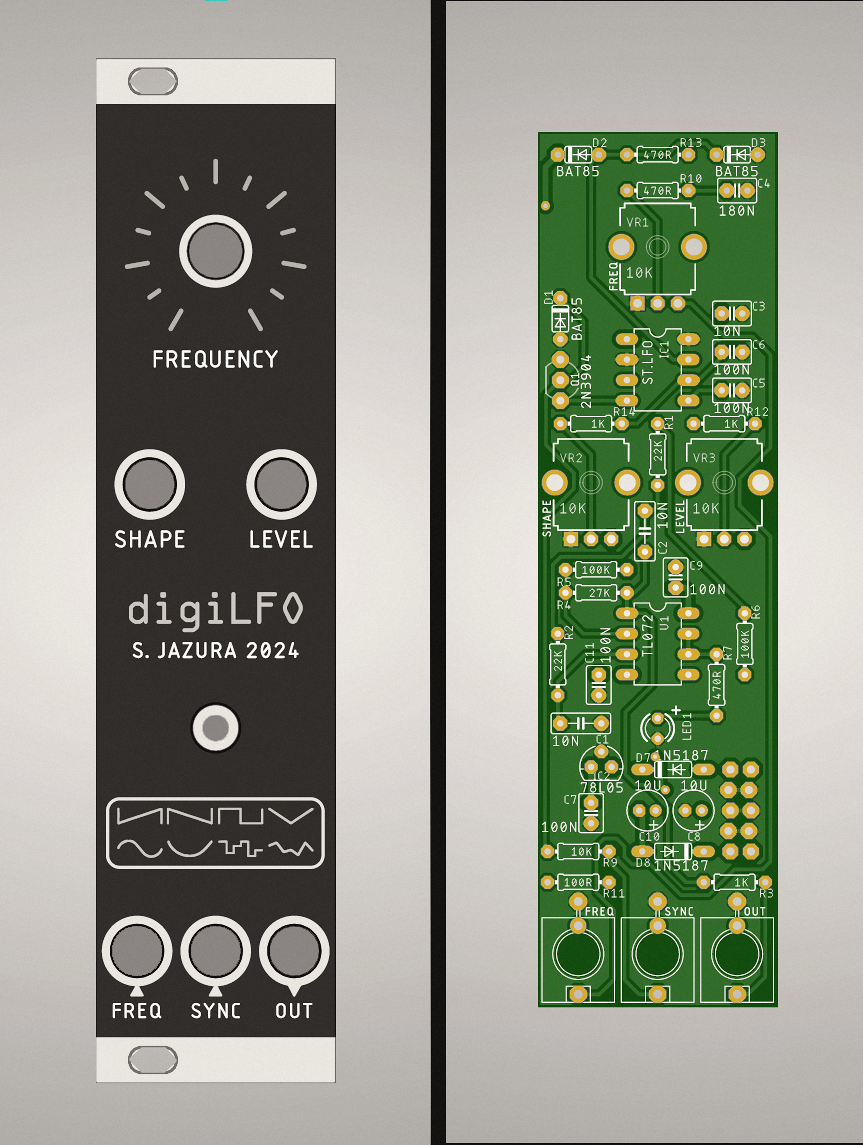 FREQUENCY
SHAPE LEVEL
digiLFO
S. JAZURA 2024
FREQ SYNC OUT
D2 R13 D3
470R
BAT85 BAT85
R10 C4
470R
180N
VR1
FREQ
10K
D1
BAT85
C3
10N
ST.LFO
IC1
C6
100N
Q1
2N3904
C5
100N
R14 R1 R12
1K 1K
22K
VR2 VR3
10K 10K
SHAPE LEVEL
10N
C2
C9
100K
R5
100N
27K
R4
R6
TL072
U1
R2
100N
100K
C11
R7
22K
470R
LED1
+
10N
C1
D7 1N5187
IC2
78L05
10U 10U
C7
100N
+ +
C10 C8
10K
R9
D8 1N5187
100R
R11
1K
R3
FREQ SYNC OUT